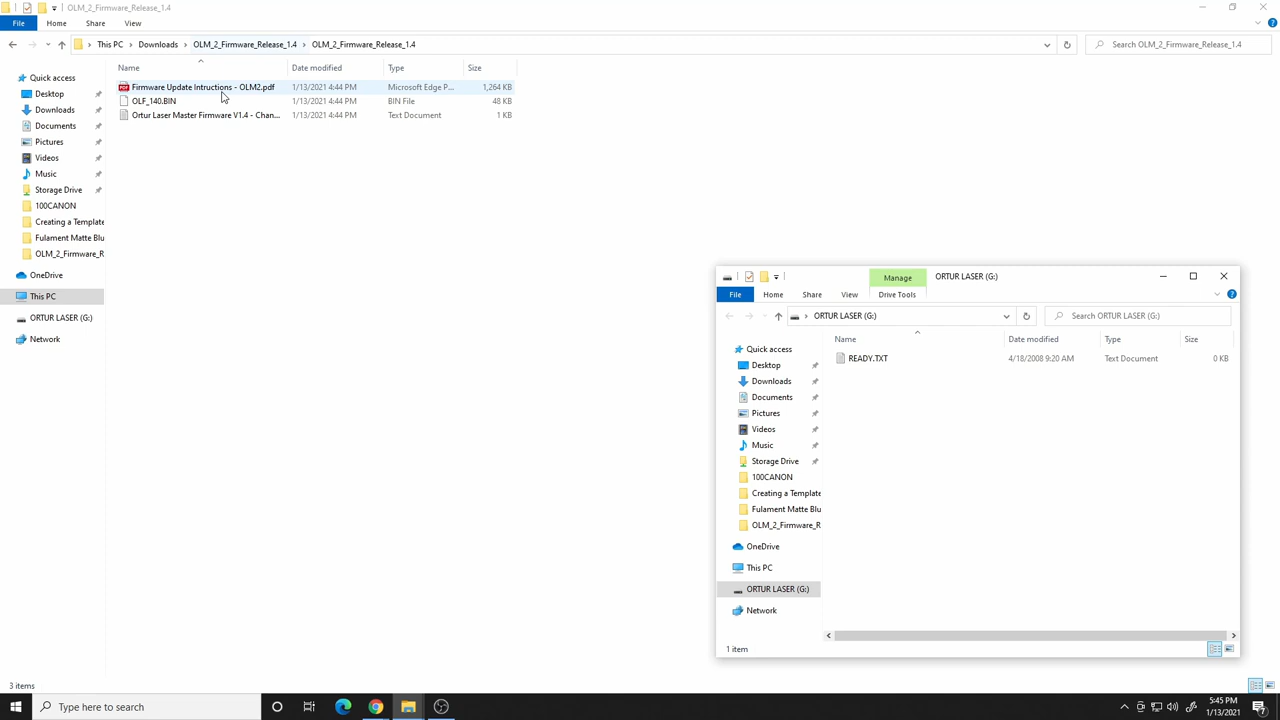 OLM_2_Firmware_Release_1.4
File Home Share View
This PC Downloads OLM_2_Firmware_Release_1.4 OLM_2_Firmware_Release_1.4
Search OLM_2_Firmware_Release_1.4
Name Date modified Type Size
Firmware Update Intructions - OLM2.pdf 1/13/2021 4:44 PM Microsoft Edge P... 1,264 KB
OLF_140.BIN 1/13/2021 4:44 PM BIN File 48 KB
Ortur Laser Master Firmware V1.4 - Chan... 1/13/2021 4:44 PM Text Document 1 KB
Quick access
Desktop
Downloads
Documents
Pictures
Videos
Music
Storage Drive
100CANON
Creating a Template
Fulament Matte Blu
OLM_2_Firmware_R
OneDrive
This PC
ORTUR LASER (G:)
Network
3 items
Manage ORTUR LASER (G:)
File Home Share View Drive Tools
ORTUR LASER (G:)
Search ORTUR LASER (G:)
Name Date modified Type Size
READY.TXT 4/18/2008 9:20 AM Text Document 0 KB
Quick access
Desktop
Downloads
Documents
Pictures
Videos
Music
Storage Drive
100CANON
Creating a Template
Fulament Matte Blu
OLM_2_Firmware_R
OneDrive
This PC
ORTUR LASER (G:)
Network
1 item
Type here to search
5:45 PM
1/13/2021